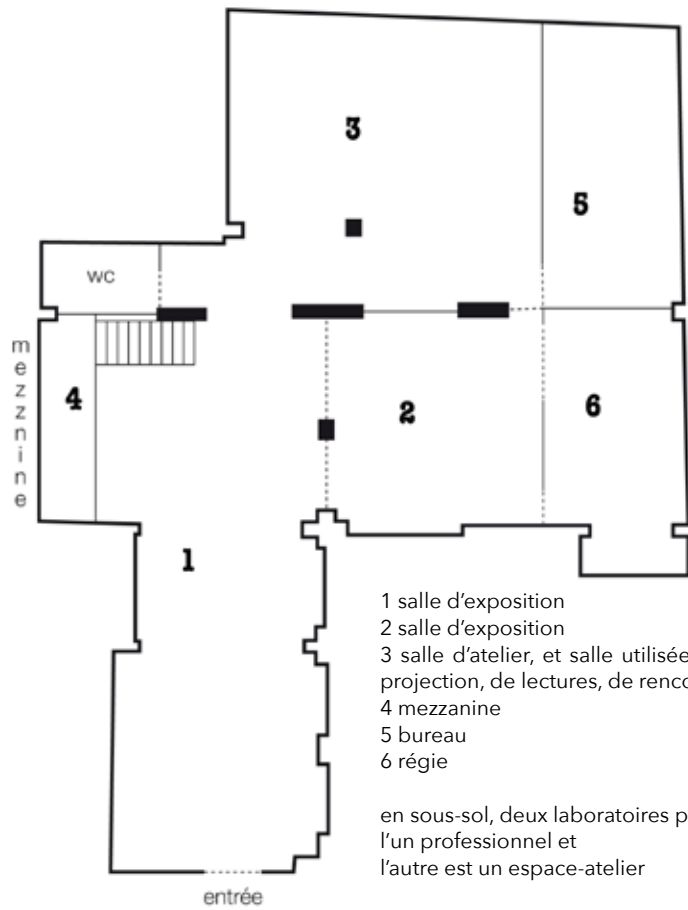 3
5
wc
mezznine
4
2
6
1
1 salle d'exposition
2 salle d'exposition
3 salle d'atelier, et salle utilisée
projection, de lectures, de renco
4 mezzanine
5 bureau
6 régie
en sous-sol, deux laboratoires p
l'un professionnel et
l'autre est un espace-atelier
entrée